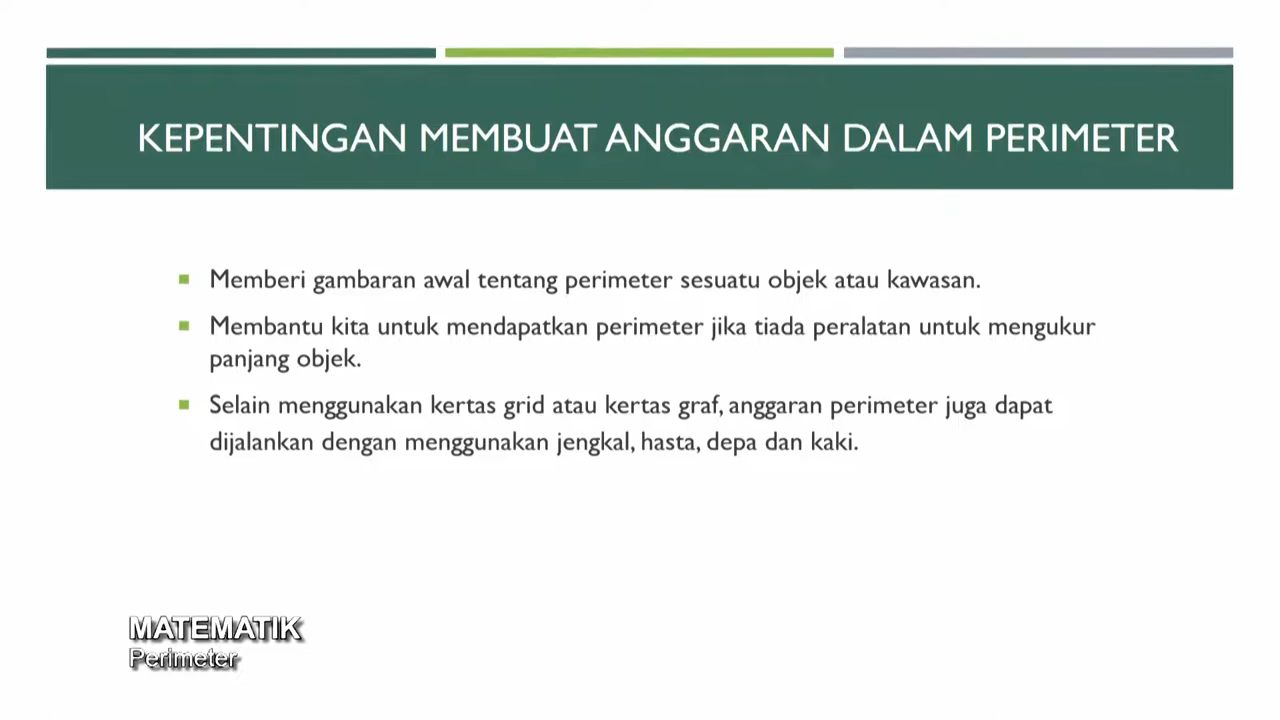 KEPENTINGAN MEMBUAT ANGGARAN DALAM PERIMETER
Memberi gambaran awal tentang perimeter sesuatu objek atau kawasan.
Membantu kita untuk mendapatkan perimeter jika tiada peralatan untuk mengukur
panjang objek.
Selain menggunakan kertas grid atau kertas graf, anggaran perimeter juga dapat
dijalankan dengan menggunakan jengkal, hasta, depa dan kaki.
MATEMATIK
Perimeter